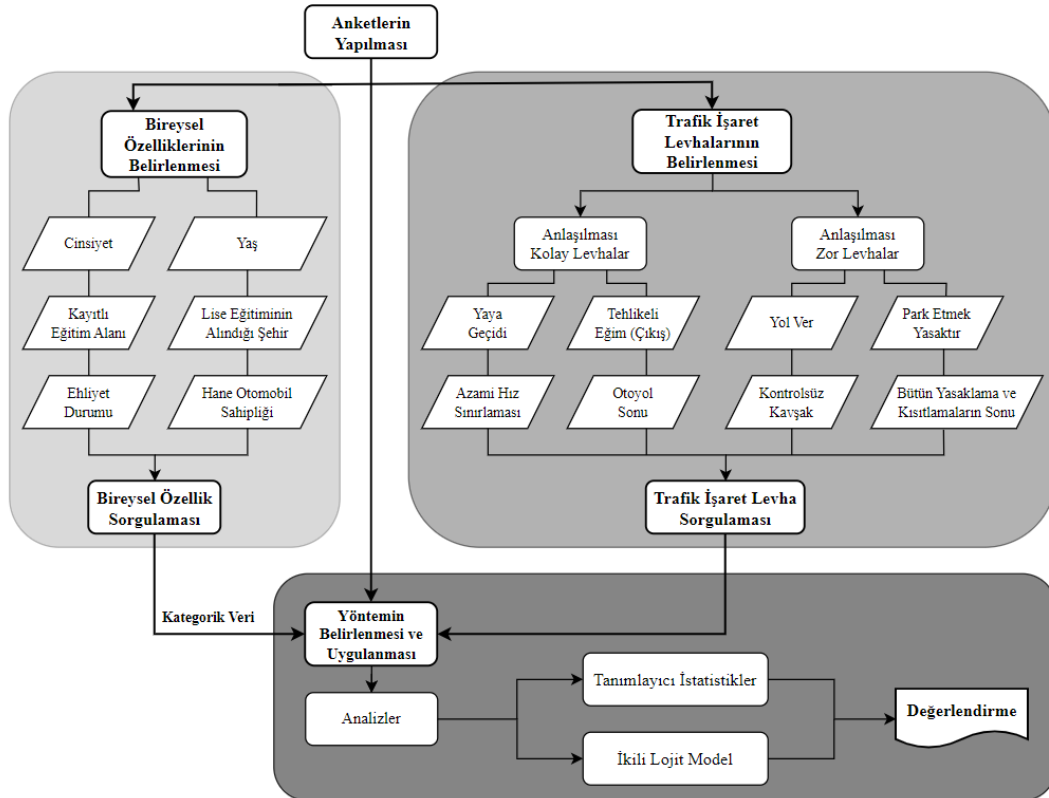 Anketlerin
Yapılması
Bireysel
Özelliklerinin
Belirlenmesi
Cinsiyet
Yaş
Kayıtlı
Eğitim Alanı
Lise Eğitiminin
Alındığı Şehir
Ehliyet
Durumu
Hane Otomobil
Sahipliği
Bireysel Özellik
Sorgulaması
Trafik İşaret
Levhalarının
Belirlenmesi
Anlaşılması
Kolay Levhalar
Anlaşılması
Zor Levhalar
Yaya
Geçidi
Tehlikeli
Eğim (Çıkış)
Yol Ver
Park Etmek
Yasaktır
Azami Hız
Sınırlaması
Otoyol
Sonu
Kontrolsüz
Kavşak
Bütün Yasaklama ve
Kısıtlamaların Sonu
Trafik İşaret Levha
Sorgulaması
Kategorik Veri
Yöntemin
Belirlenmesi ve
Uygulanması
Analizler
Tanımlayıcı İstatistikler
İkili Lojit Model
Değerlendirme